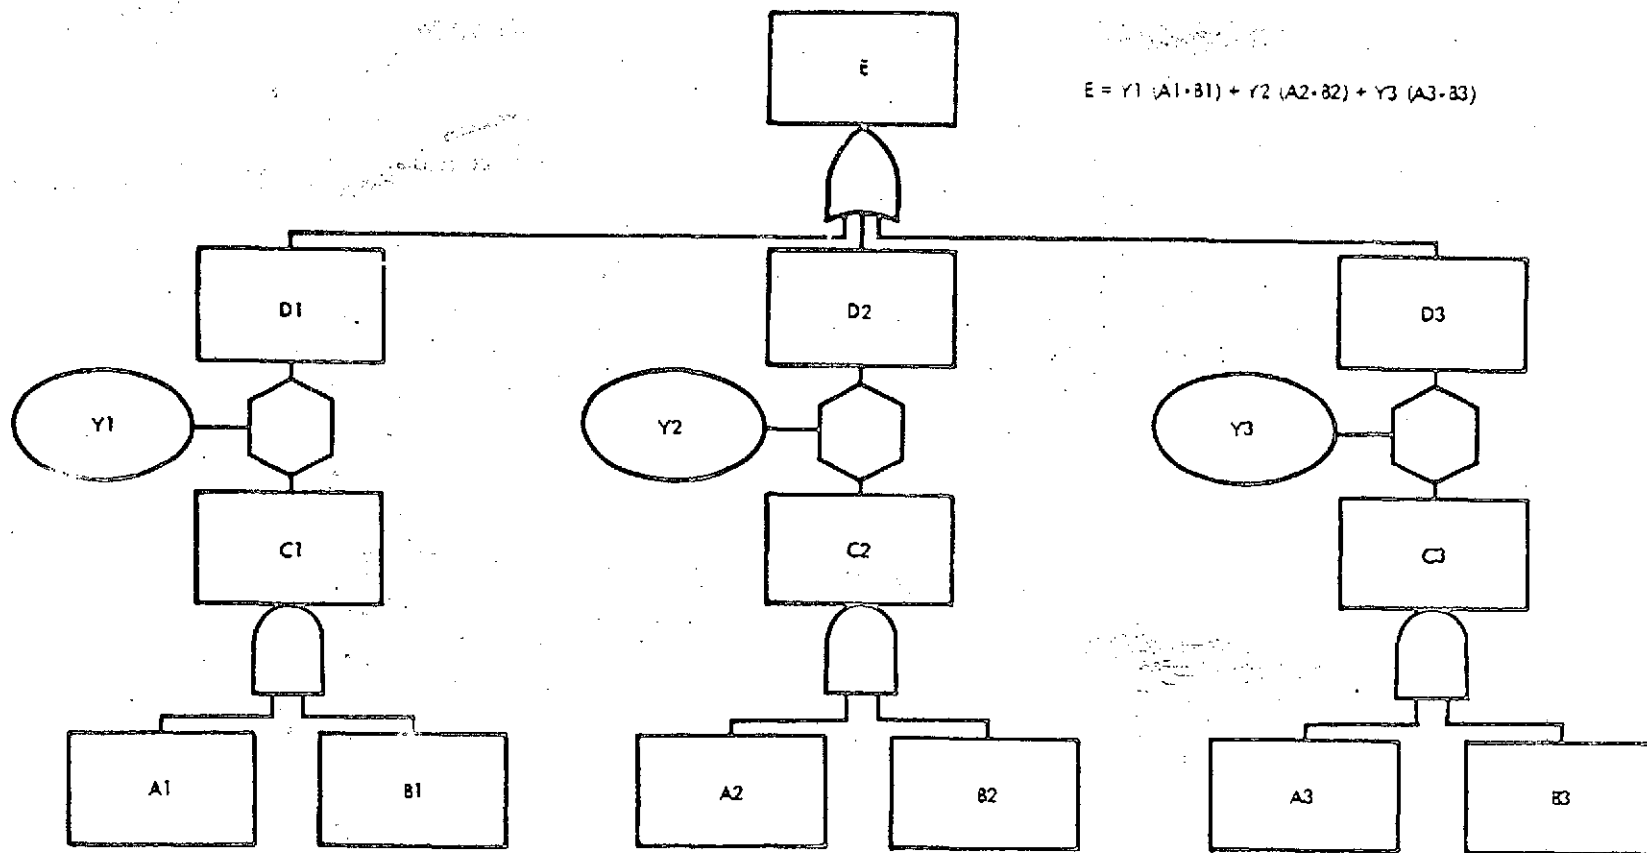 E
E = Y1 (A1•B1) + Y2 (A2•B2) + Y3 (A3•B3)
D1
D2
D3
Y1
Y2
Y3
C1
C2
C3
A1
B1
A2
B2
A3
B3